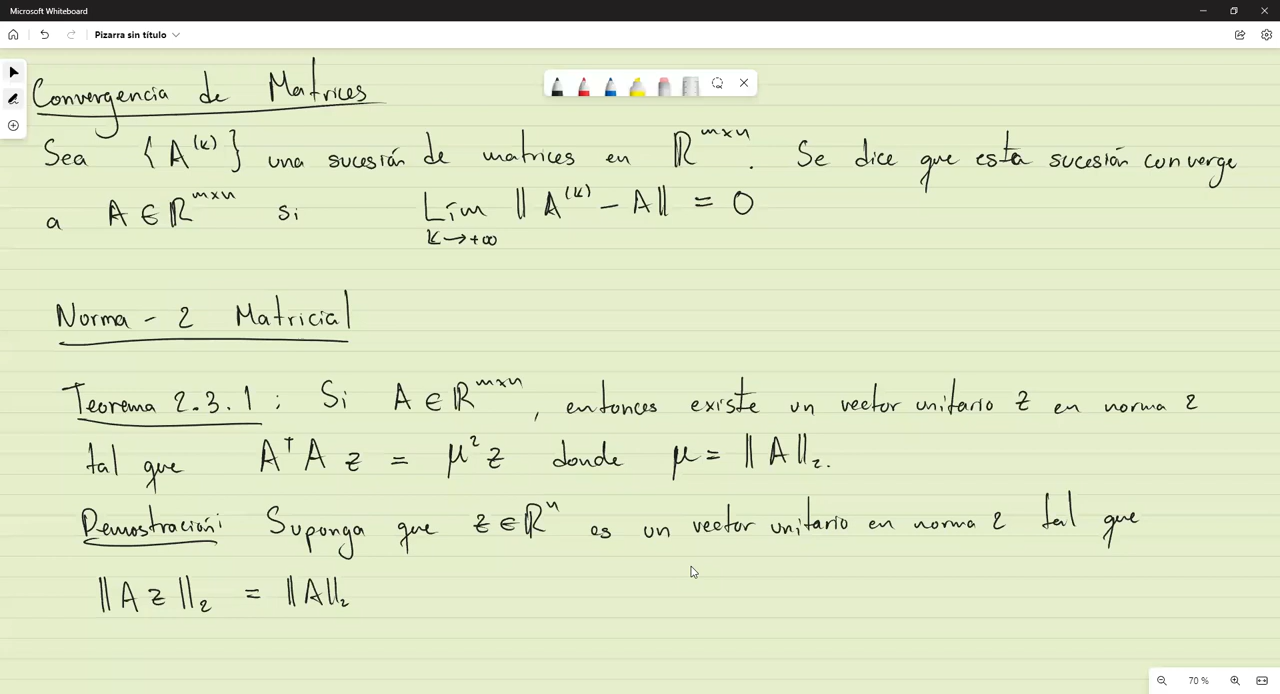 Microsoft Whiteboard
Pizarra sin título
Convergencia de Matrices
Sea {A^(k)} una sucesión de matrices en ℝ^{m×n}. Se dice que esta sucesión converge
a A ∈ ℝ^{m×n} si Lím_{k→+∞} ‖A^(k) − A‖ = 0
Norma - 2 Matricial
Teorema 2.3.1: Si A ∈ ℝ^{m×n}, entonces existe un vector unitario z en norma 2
tal que A^T A z = μ² z donde μ = ‖A‖₂.
Demostración: Suponga que z ∈ ℝ^n es un vector unitario en norma 2 tal que
‖A z‖₂ = ‖A‖₂
70 %